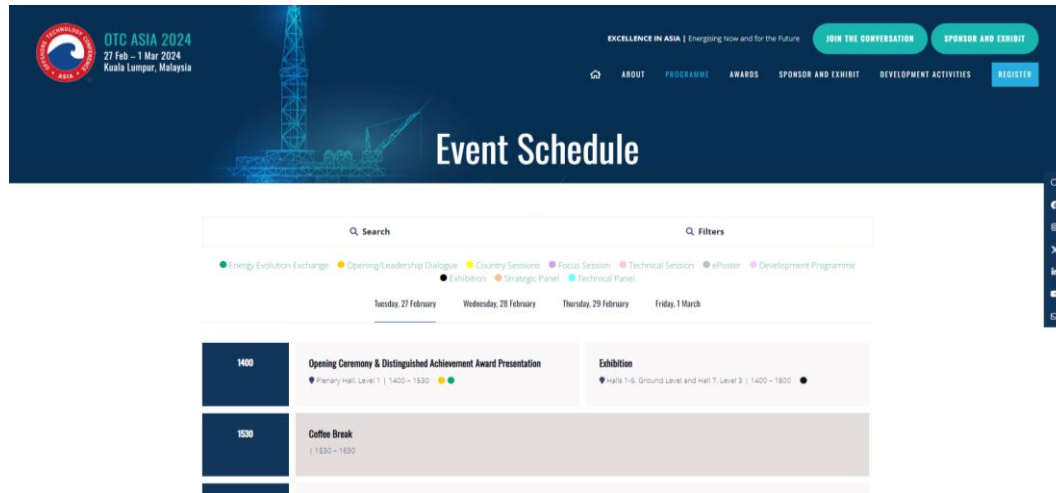 OFFSHORE TECHNOLOGY CONFERENCE
ASIA
OTC ASIA 2024
27 Feb – 1 Mar 2024
Kuala Lumpur, Malaysia
EXCELLENCE IN ASIA | Energising Now and for the Future
JOIN THE CONVERSATION
SPONSOR AND EXHIBIT
ABOUT PROGRAMME AWARDS SPONSOR AND EXHIBIT DEVELOPMENT ACTIVITIES REGISTER
Event Schedule
Search Filters
Energy Evolution Exchange Opening/Leadership Dialogue Country Sessions Focus Session Technical Session ePoster Development Programme
Exhibition Strategic Panel Technical Panel
Tuesday, 27 February Wednesday, 28 February Thursday, 29 February Friday, 1 March
1400
Opening Ceremony & Distinguished Achievement Award Presentation
Plenary Hall, Level 1 | 1400 – 1530
Exhibition
Halls 1-5, Ground Level and Hall 7, Level 3 | 1400 – 1800
1530
Coffee Break
| 1530 – 1630